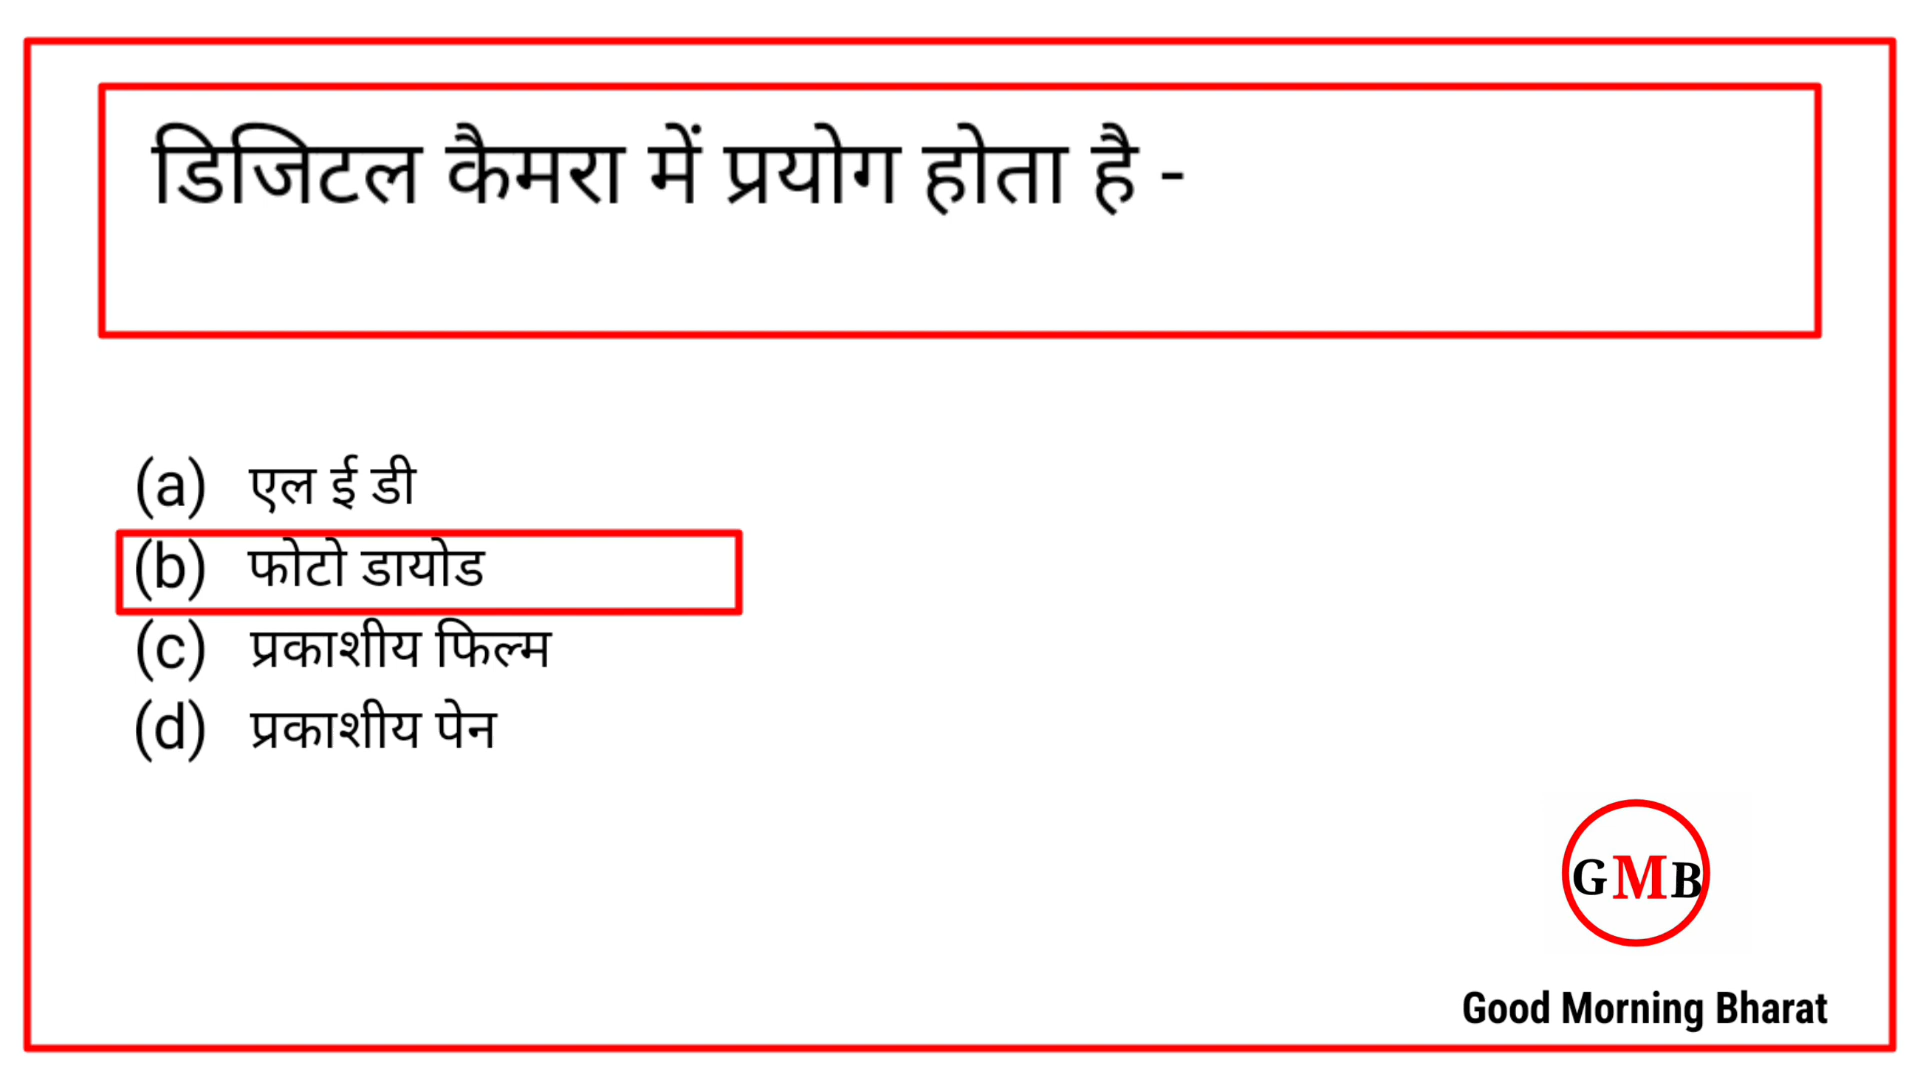 डिजिटल कैमरा में प्रयोग होता है -
(a) एल ई डी
(b) फोटो डायोड
(c) प्रकाशीय फिल्म
(d) प्रकाशीय पेन
GMB
Good Morning Bharat